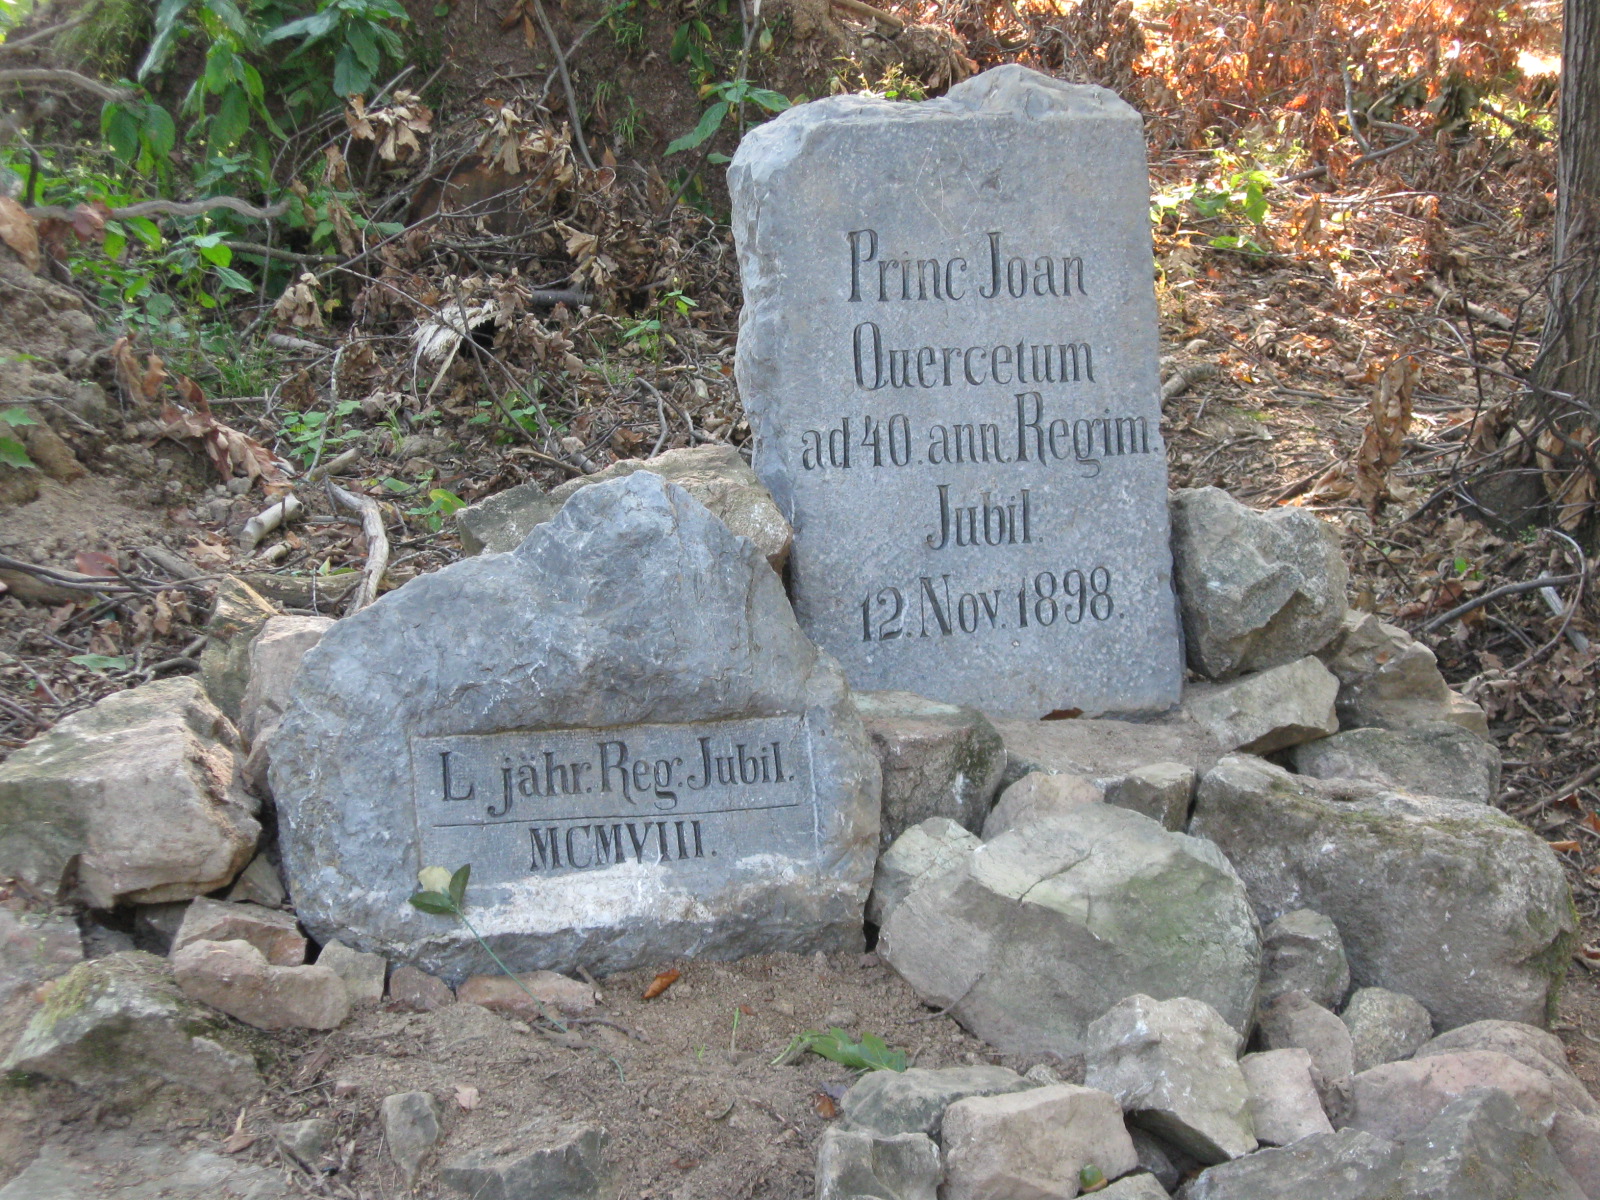 Princ Joan
Quercetum
ad 40. ann. Regim.
Jubil.
12. Nov. 1898.
L jähr. Reg. Jubil.
MCMVIII.